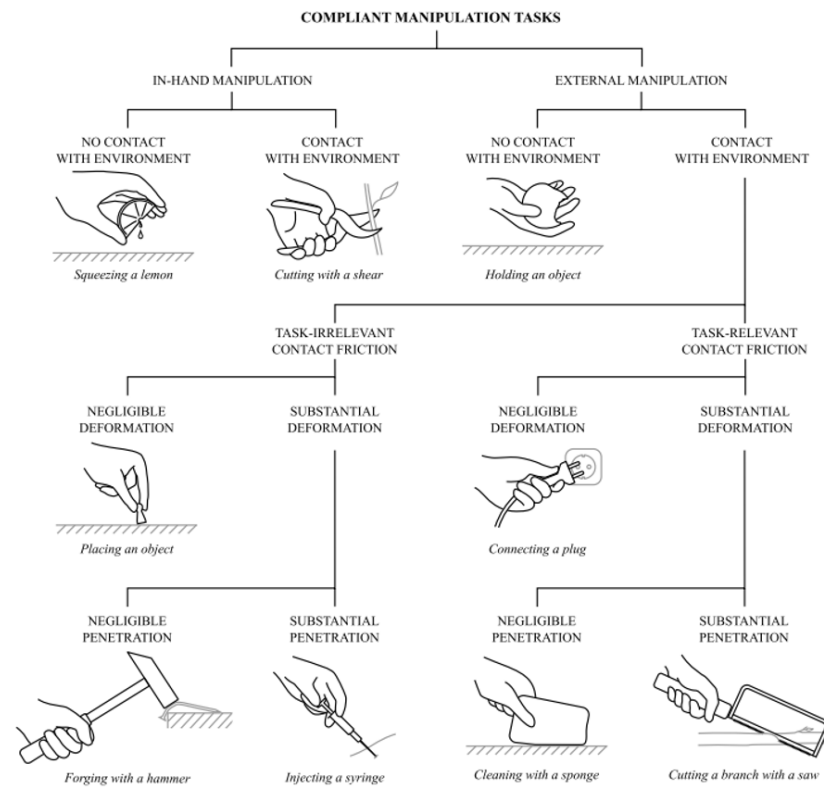 COMPLIANT MANIPULATION TASKS
IN-HAND MANIPULATION
EXTERNAL MANIPULATION
NO CONTACT
WITH ENVIRONMENT
CONTACT
WITH ENVIRONMENT
NO CONTACT
WITH ENVIRONMENT
CONTACT
WITH ENVIRONMENT
Squeezing a lemon
Cutting with a shear
Holding an object
TASK-IRRELEVANT
CONTACT FRICTION
TASK-RELEVANT
CONTACT FRICTION
NEGLIGIBLE
DEFORMATION
SUBSTANTIAL
DEFORMATION
NEGLIGIBLE
DEFORMATION
SUBSTANTIAL
DEFORMATION
Placing an object
Connecting a plug
NEGLIGIBLE
PENETRATION
SUBSTANTIAL
PENETRATION
NEGLIGIBLE
PENETRATION
SUBSTANTIAL
PENETRATION
Forging with a hammer
Injecting a syringe
Cleaning with a sponge
Cutting a branch with a saw